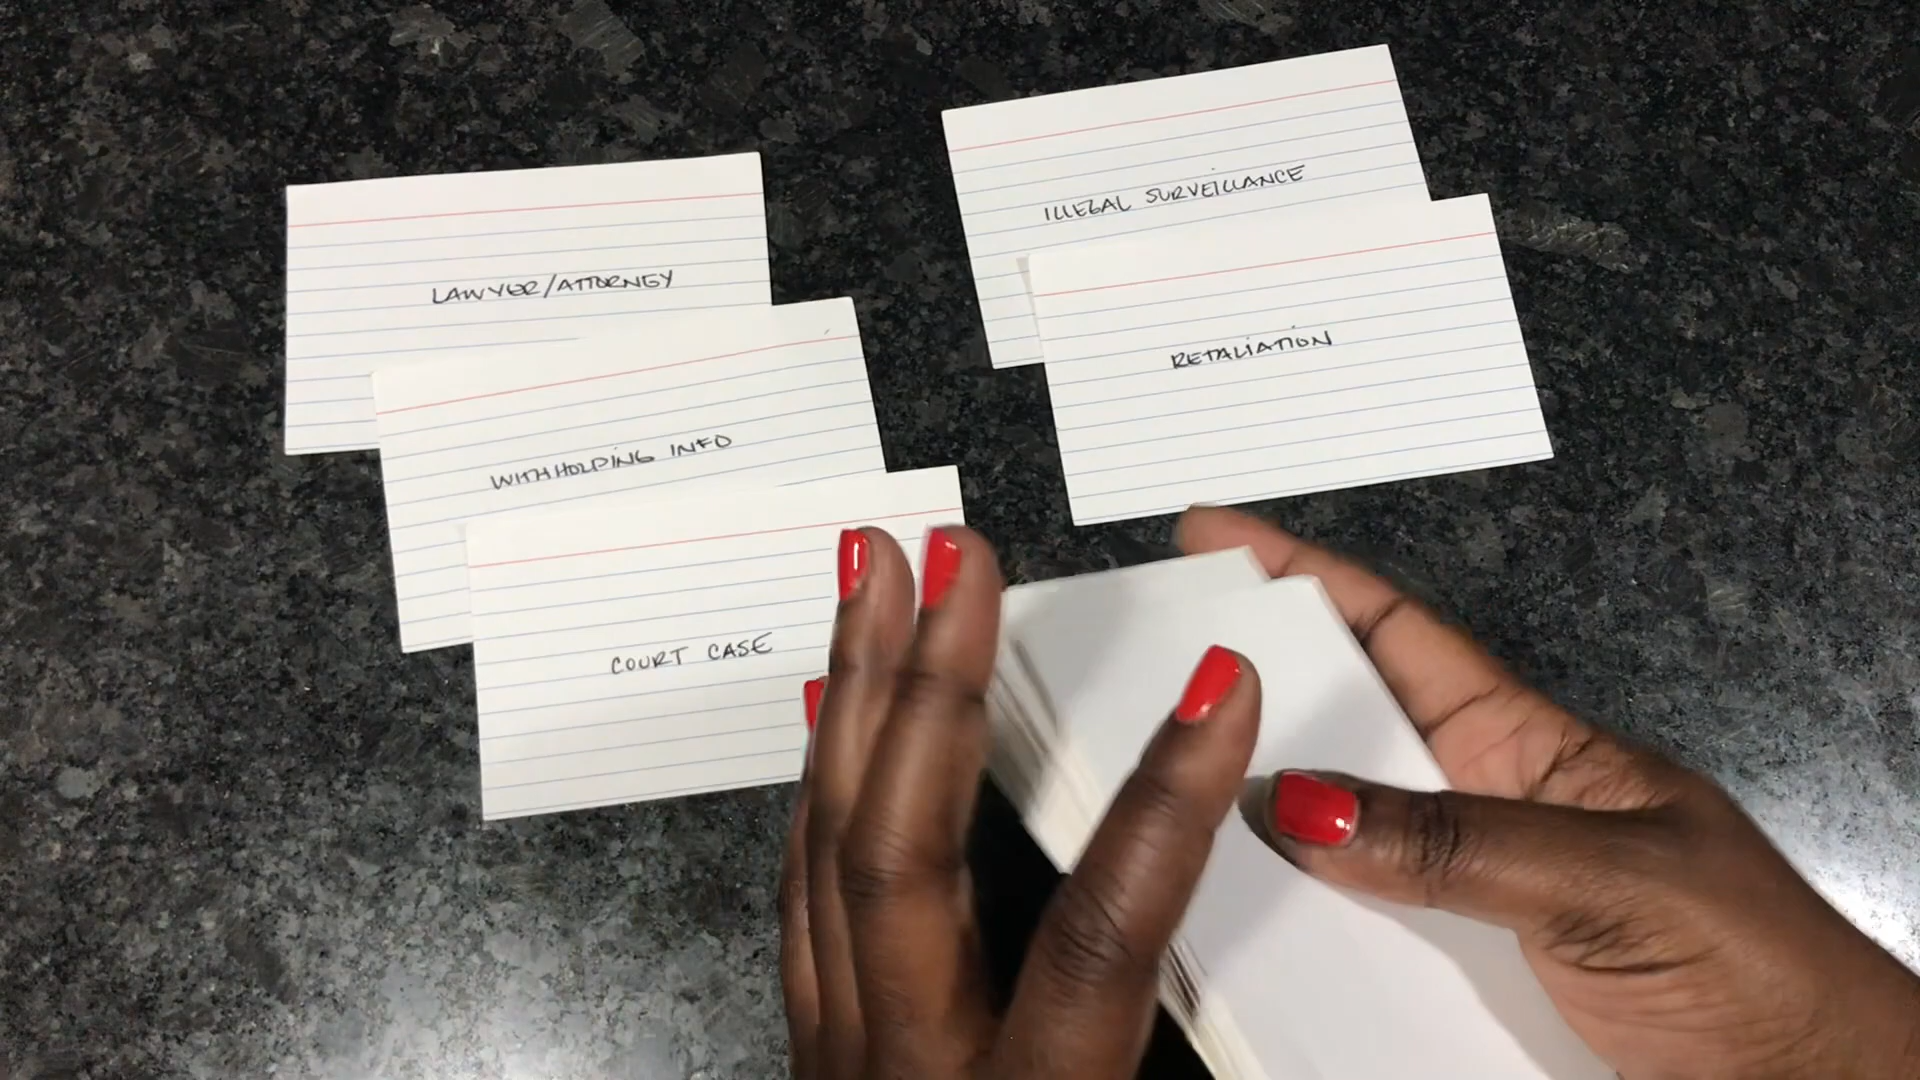 LAWYER/ATTORNEY
WITHHOLDING INFO
COURT CASE
ILLEGAL SURVEILLANCE
RETALIATION